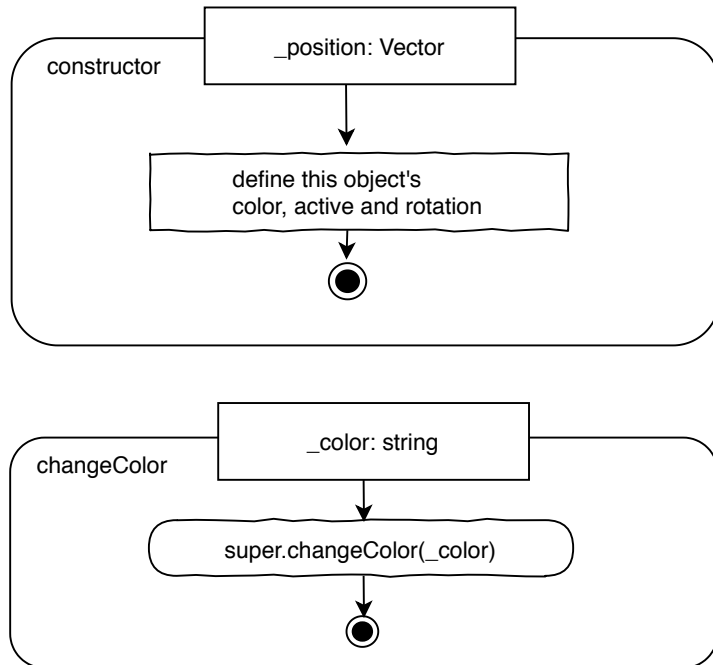 _position: Vector
constructor
define this object's
color, active and rotation
_color: string
changeColor
super.changeColor(_color)